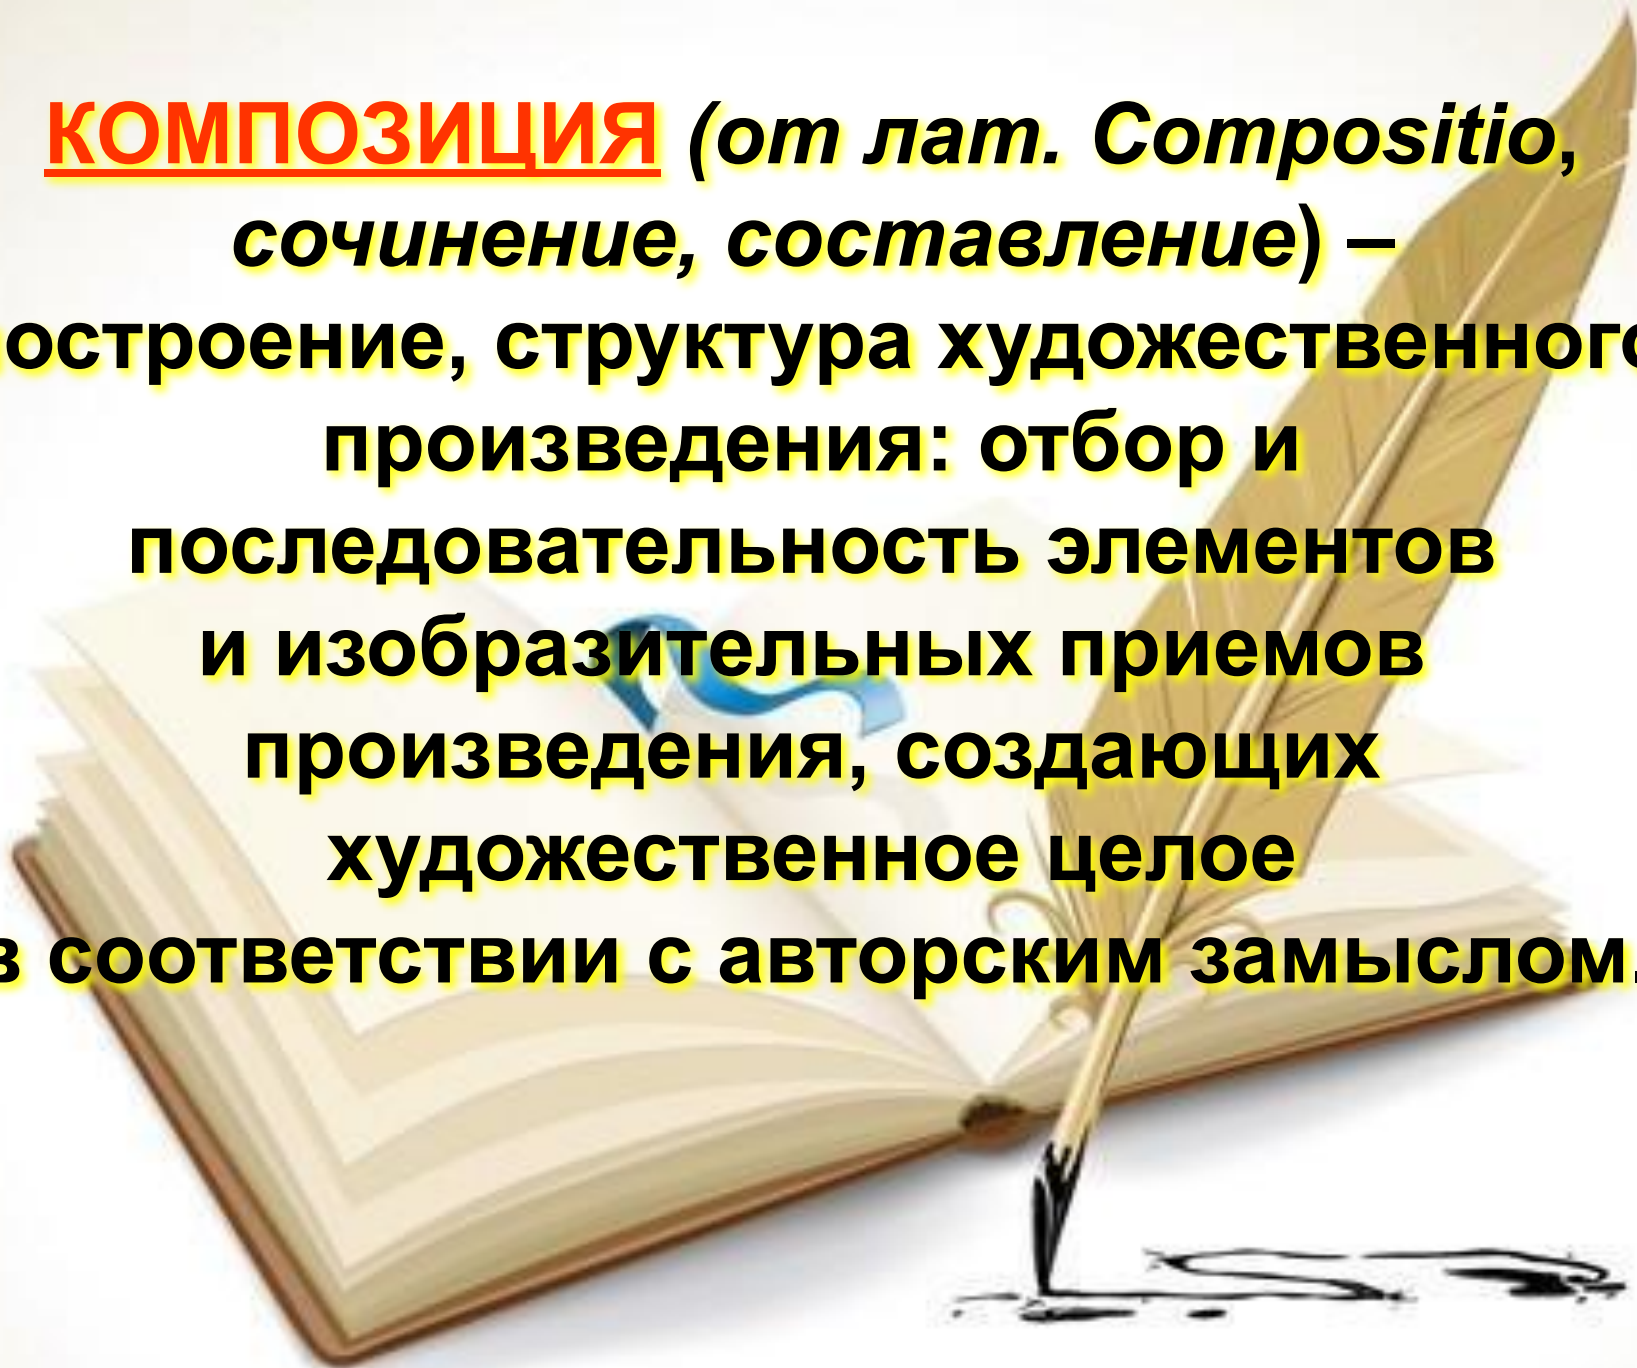 КОМПОЗИЦИЯ (от лат. Compositio,
сочинение, составление) –
построение, структура художественного
произведения: отбор и
последовательность элементов
и изобразительных приемов
произведения, создающих
художественное целое
в соответствии с авторским замыслом.